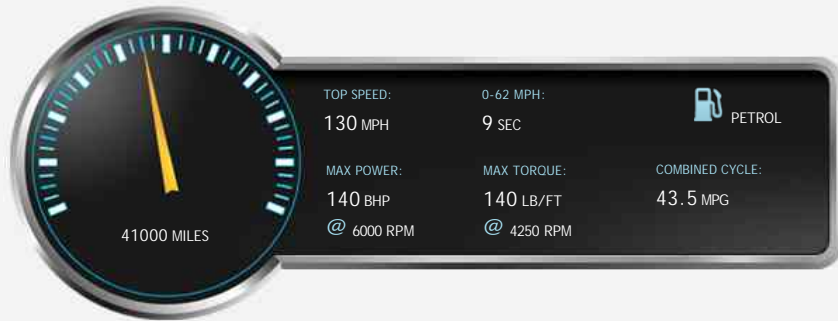 TOP SPEED:
130 MPH
0-62 MPH:
9 SEC
PETROL
MAX POWER:
140 BHP
@ 6000 RPM
MAX TORQUE:
140 LB/FT
@ 4250 RPM
COMBINED CYCLE:
43.5 MPG
41000 MILES